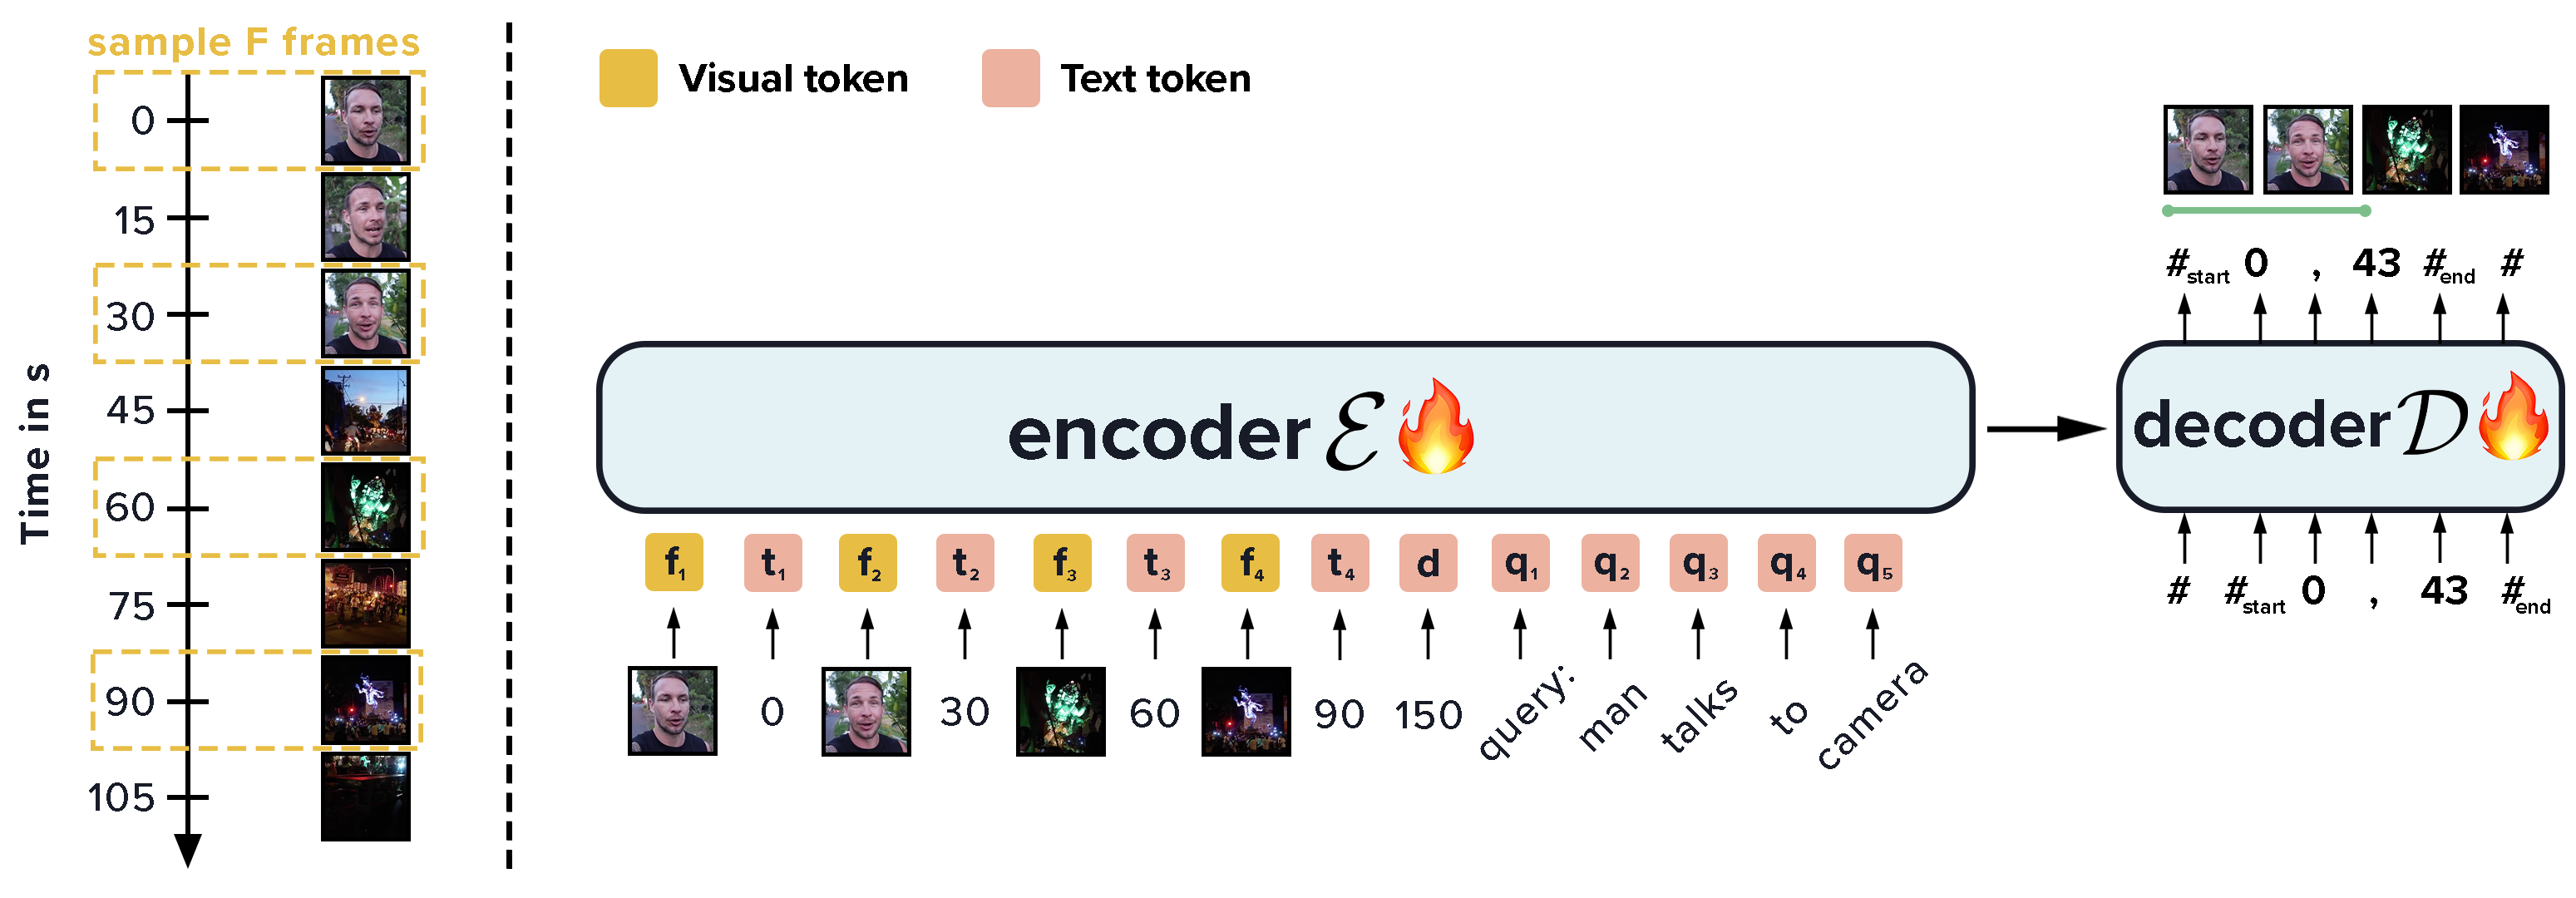 sample F frames
Time in s
0
15
30
45
60
75
90
105
Visual token
Text token
encoder ℰ
f₁ t₁ f₂ t₂ f₃ t₃ f₄ t₄ d q₁ q₂ q₃ q₄ q₅
0 30 60 90 150 query: man talks to camera
#start 0 , 43 #end #
decoder 𝒟
# #start 0 , 43 #end